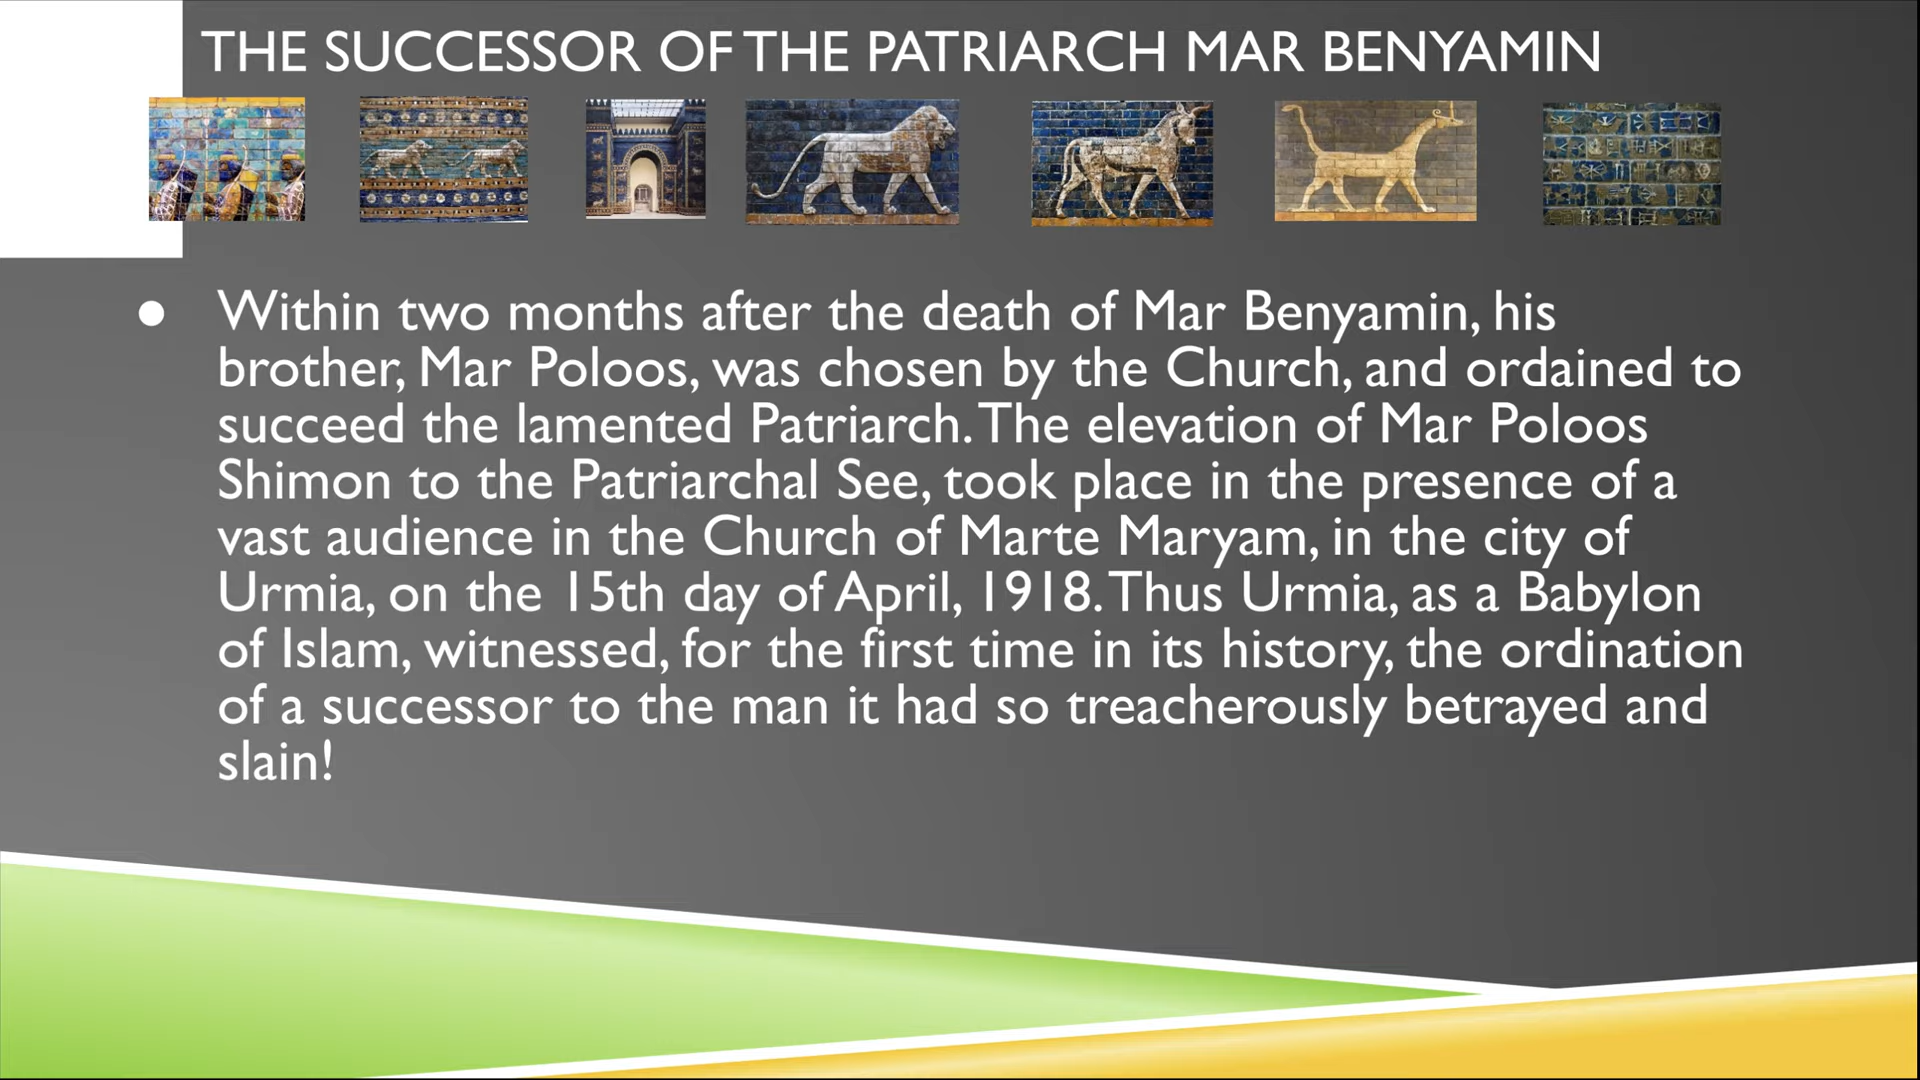 THE SUCCESSOR OF THE PATRIARCH MAR BENYAMIN
● Within two months after the death of Mar Benyamin, his
brother, Mar Poloos, was chosen by the Church, and ordained to
succeed the lamented Patriarch. The elevation of Mar Poloos
Shimon to the Patriarchal See, took place in the presence of a
vast audience in the Church of Marte Maryam, in the city of
Urmia, on the 15th day of April, 1918. Thus Urmia, as a Babylon
of Islam, witnessed, for the first time in its history, the ordination
of a successor to the man it had so treacherously betrayed and
slain!